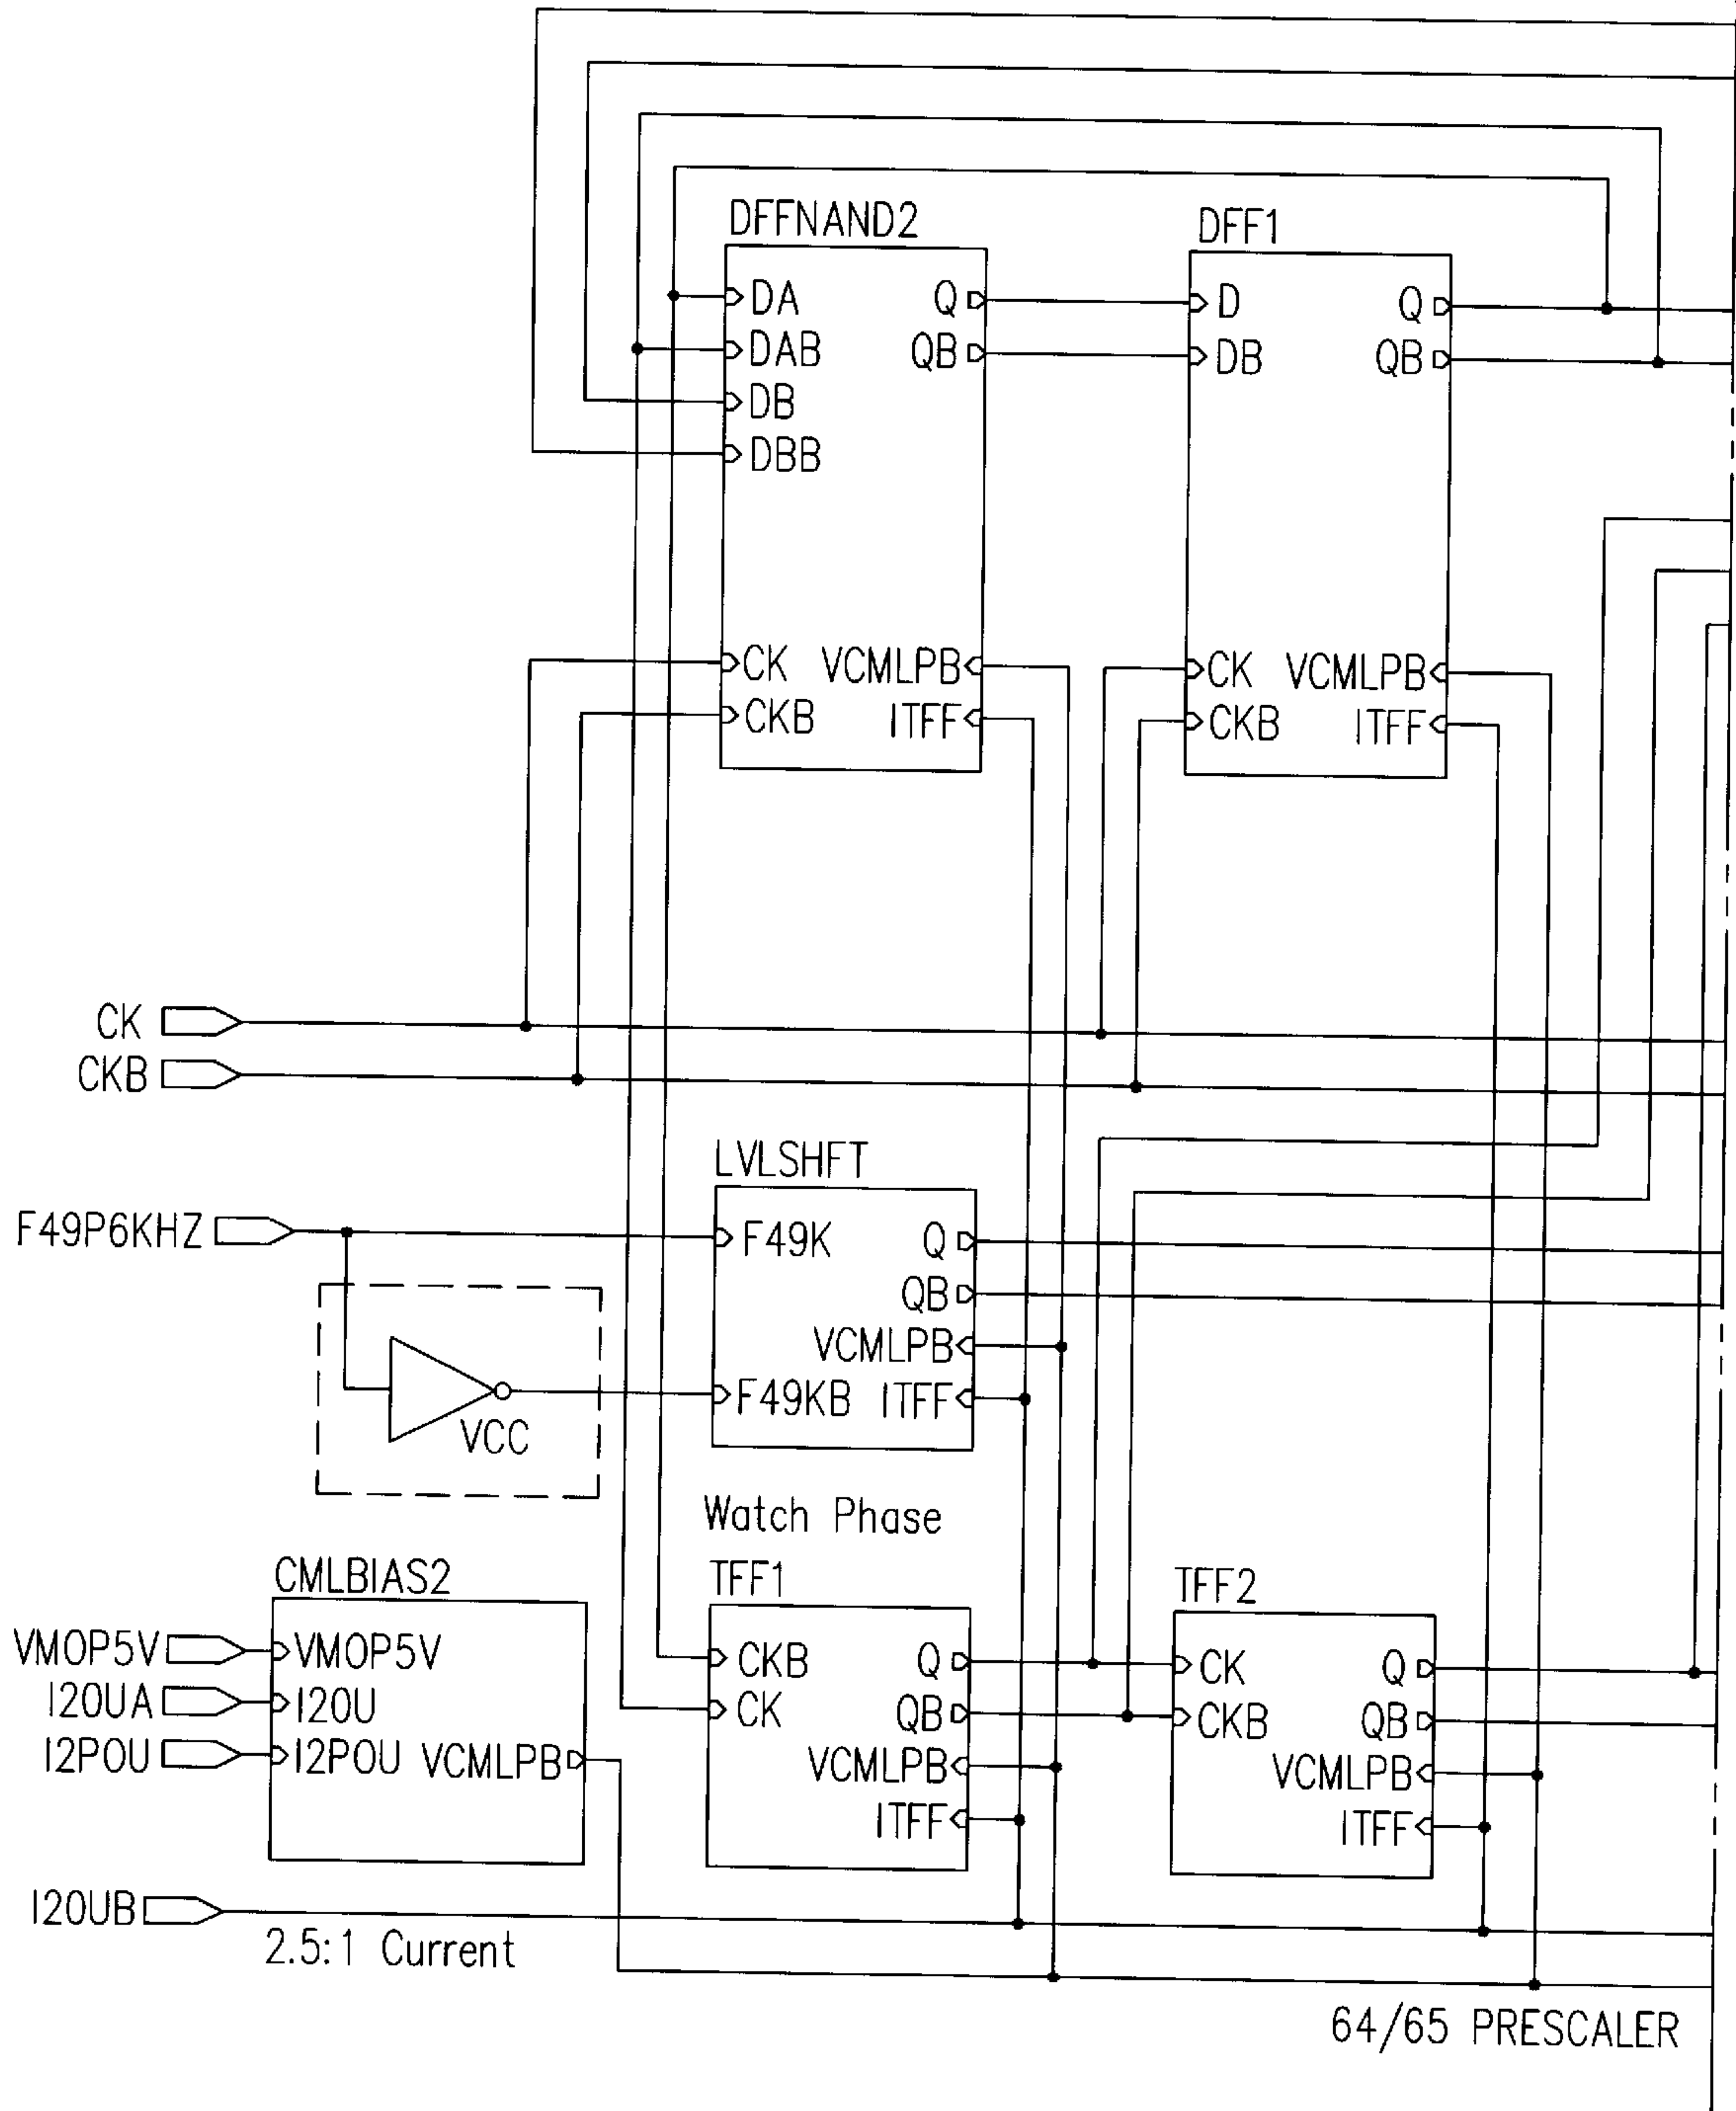 DFFNAND2
DA Q
DAB QB
DB
DBB
CK VCMLPB
CKB ITFF
DFF1
D Q
DB QB
CK VCMLPB
CKB ITFF
CK
CKB
LVLSHFT
F49P6KHZ
F49K Q
QB
VCMLPB
F49KB ITFF
VCC
Watch Phase
CMLBIAS2
VMOP5V VMOP5V
I20UA I20U
I2POU I2POU VCMLPB
TFF1
CKB Q
CK QB
VCMLPB
ITFF
TFF2
CK Q
CKB QB
VCMLPB
ITFF
I20UB
2.5:1 Current
64/65 PRESCALER